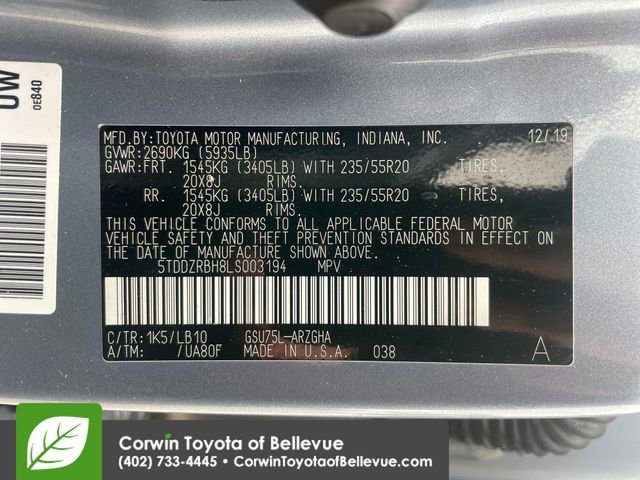 OW
0E840
MFD.BY:TOYOTA MOTOR MANUFACTURING, INDIANA, INC. 12/19
GVWR:2690KG (5935LB)
GAWR:FRT. 1545KG (3405LB) WITH 235/55R20 TIRES,
20X8J RIMS.
RR. 1545KG (3405LB) WITH 235/55R20 TIRES,
20X8J RIMS.
THIS VEHICLE CONFORMS TO ALL APPLICABLE FEDERAL MOTOR
VEHICLE SAFETY AND THEFT PREVENTION STANDARDS IN EFFECT ON
THE DATE OF MANUFACTURE SHOWN ABOVE.
5TDDZRBH8LS003194 MPV
C/TR:1K5/LB10 GSU75L-ARZGHA
A/TM: /UA80F MADE IN U.S.A. 038 A
Corwin Toyota of Bellevue
(402) 733-4445 • CorwinToyotaofBellevue.com